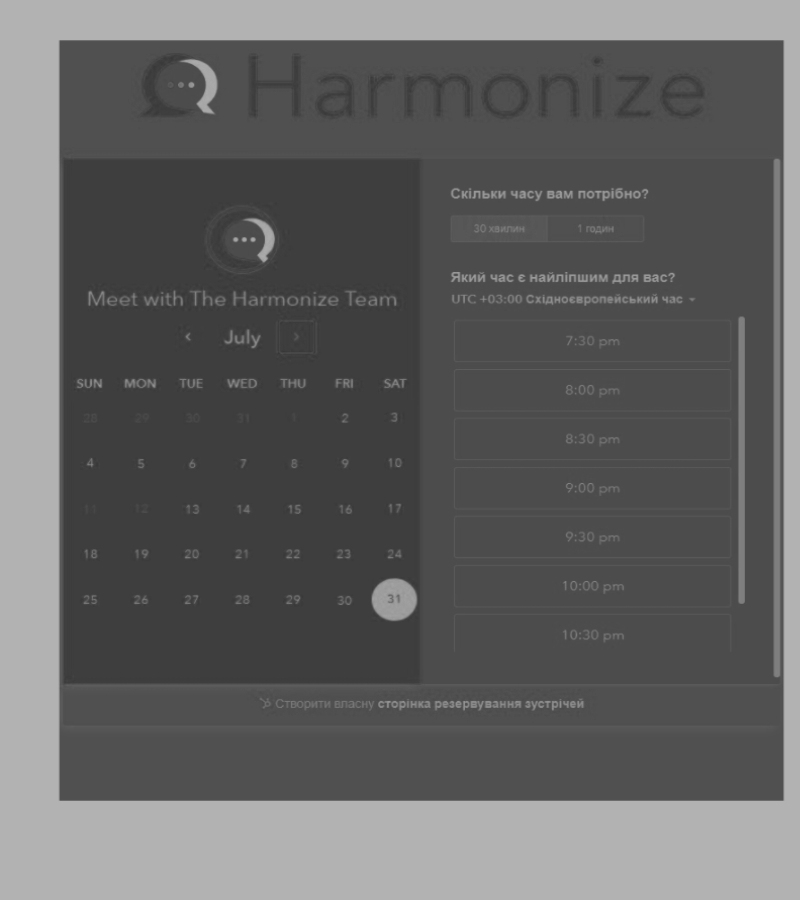 Harmonize
Meet with The Harmonize Team
‹ July ›
SUN MON TUE WED THU FRI SAT
28 29 30 31 1 2 3
4 5 6 7 8 9 10
11 12 13 14 15 16 17
18 19 20 21 22 23 24
25 26 27 28 29 30 31
Скільки часу вам потрібно?
30 хвилин 1 годин
Який час є найліпшим для вас?
UTC +03:00 Східноєвропейський час
7:30 pm
8:00 pm
8:30 pm
9:00 pm
9:30 pm
10:00 pm
10:30 pm
Створити власну сторінка резервування зустрічей